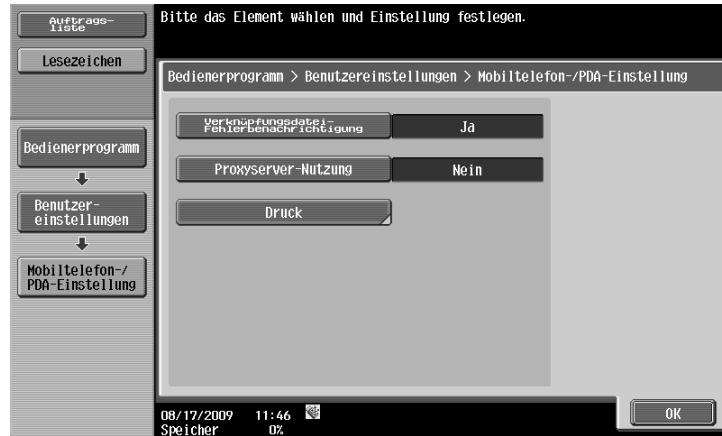 Auftrags-
liste
Bitte das Element wählen und Einstellung festlegen.
Lesezeichen
Bedienerprogramm > Benutzereinstellungen > Mobiltelefon-/PDA-Einstellung
Verknüpfungsdatei-
Fehlerbenachrichtigung
Ja
Bedienerprogramm
Proxyserver-Nutzung
Nein
Benutzer-
einstellungen
Druck
Mobiltelefon-/
PDA-Einstellung
08/17/2009 11:46
Speicher 0%
OK